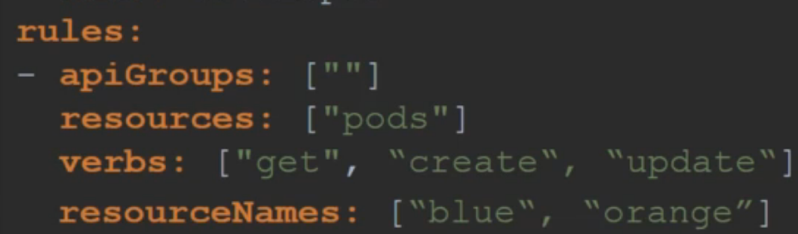 rules:
- apiGroups: [""]
resources: ["pods"]
verbs: ["get", “create“, “update“]
resourceNames: [“blue“, “orange”]